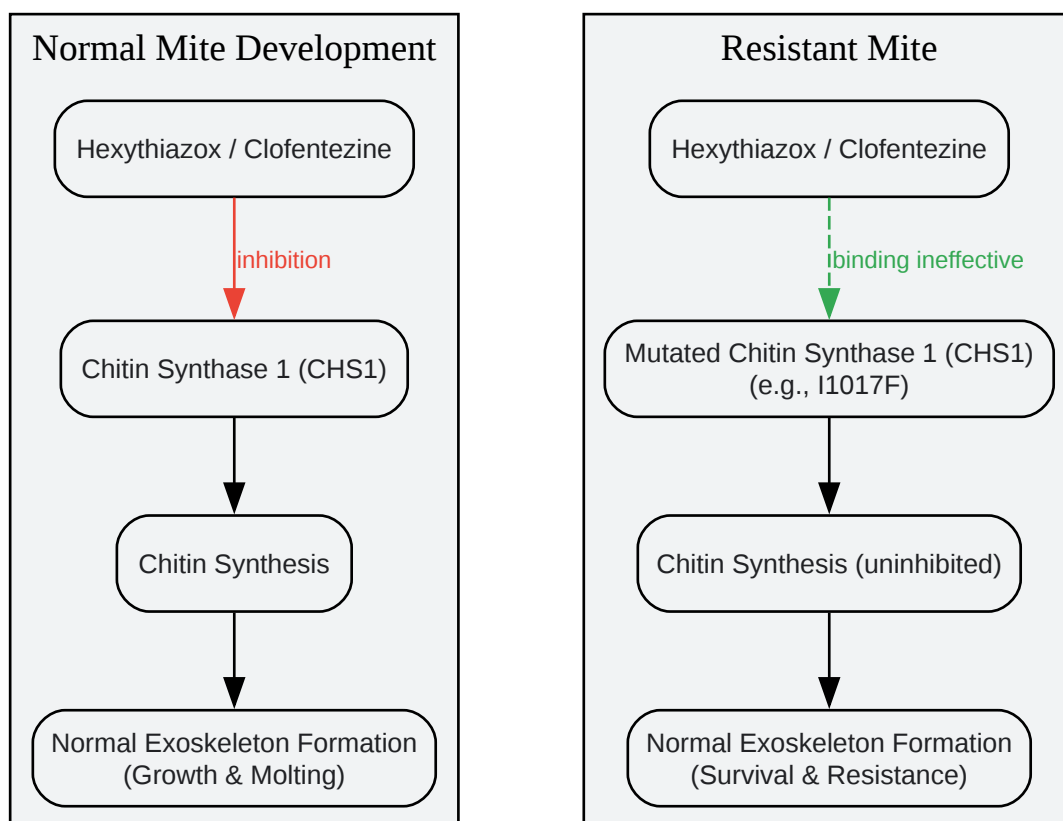 Normal Mite Development
Hexythiazox / Clofentezine
inhibition
Chitin Synthase 1 (CHS1)
Chitin Synthesis
Normal Exoskeleton Formation
(Growth & Molting)
Resistant Mite
Hexythiazox / Clofentezine
binding ineffective
Mutated Chitin Synthase 1 (CHS1)
(e.g., I1017F)
Chitin Synthesis (uninhibited)
Normal Exoskeleton Formation
(Survival & Resistance)